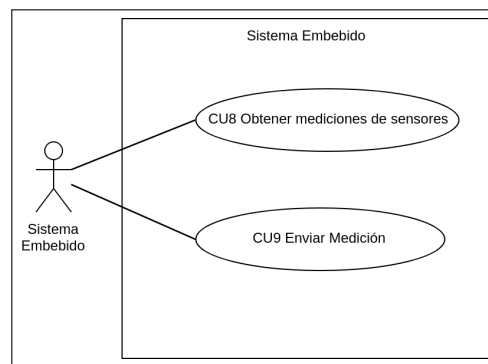 Sistema Embebido
CU8 Obtener mediciones de sensores
Sistema
Embebido
CU9 Enviar Medición